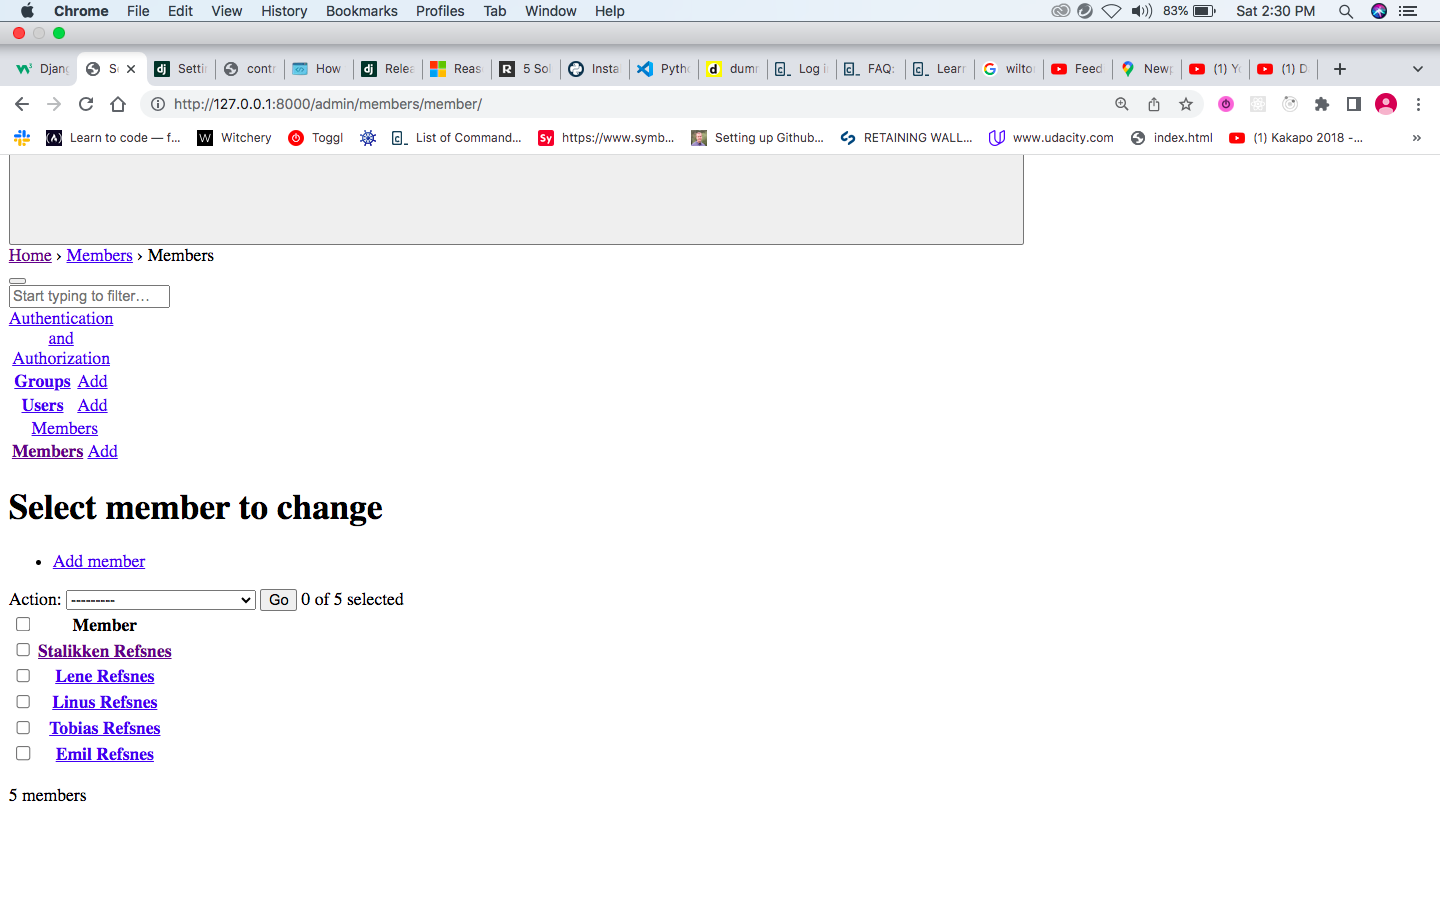 Chrome File Edit View History Bookmarks Profiles Tab Window Help 83% Sat 2:30 PM
Djang S Settin contr How Relea Reas 5 Sol Insta Pytho dumm Log i FAQ: Learn wilto Feed Newp (1) Yo (1) D
http://127.0.0.1:8000/admin/members/member/
Learn to code — f... Witchery Toggl List of Command... https://www.symb... Setting up Github... RETAINING WALL... www.udacity.com index.html (1) Kakapo 2018 -... »
Home › Members › Members
Start typing to filter…
Authentication
and
Authorization
Groups Add
Users Add
Members
Members Add
Select member to change
• Add member
Action: --------- Go 0 of 5 selected
Member
Stalikken Refsnes
Lene Refsnes
Linus Refsnes
Tobias Refsnes
Emil Refsnes
5 members